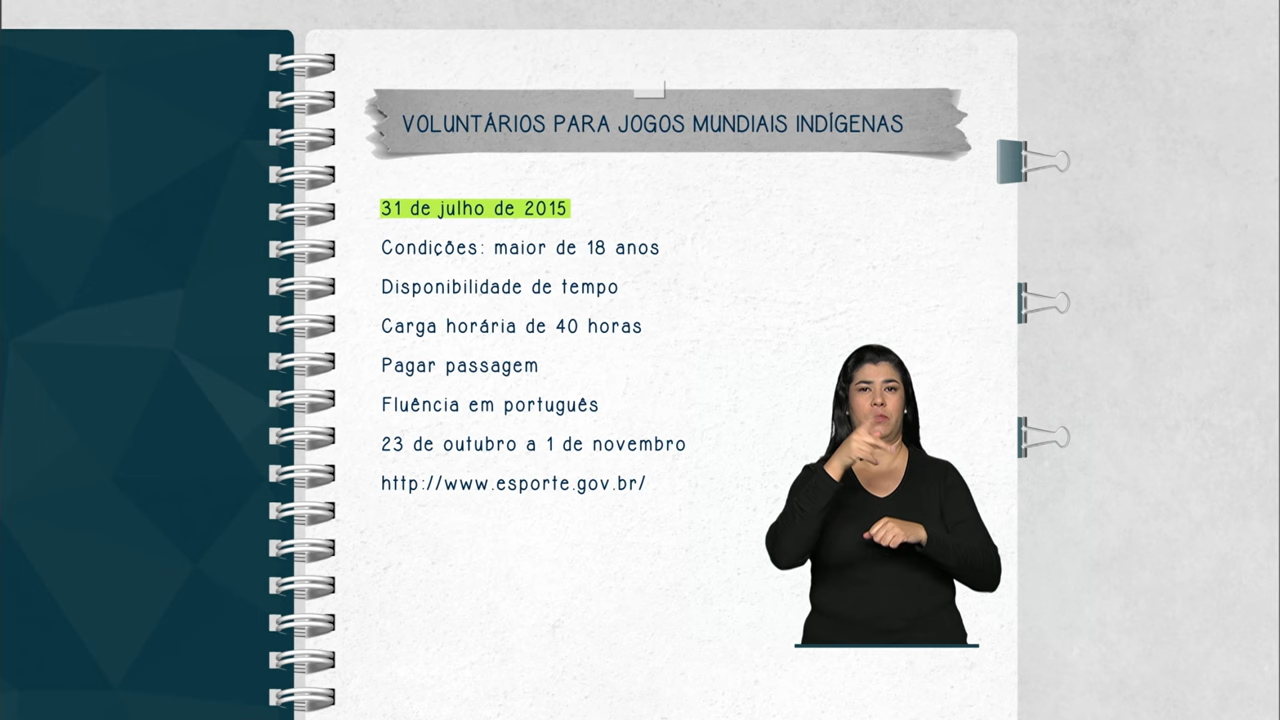 VOLUNTÁRIOS PARA JOGOS MUNDIAIS INDÍGENAS
31 de julho de 2015
Condições: maior de 18 anos
Disponibilidade de tempo
Carga horária de 40 horas
Pagar passagem
Fluência em português
23 de outubro a 1 de novembro
http://www.esporte.gov.br/